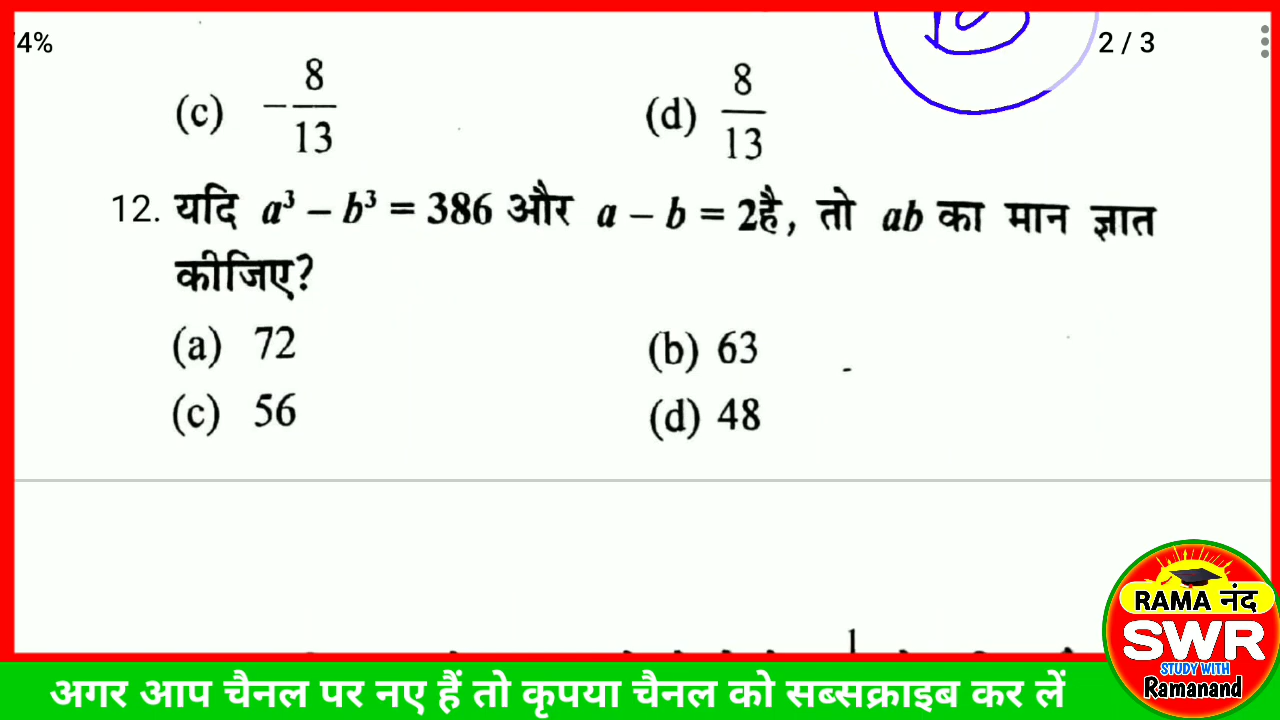 4%
2 / 3
(c) -8/13 (d) 8/13
12. यदि a³ – b³ = 386 और a – b = 2है, तो ab का मान ज्ञात
कीजिए?
(a) 72 (b) 63
(c) 56 (d) 48
RAMA नंद
SWR
STUDY WITH
Ramanand
अगर आप चैनल पर नए हैं तो कृपया चैनल को सब्सक्राइब कर लें